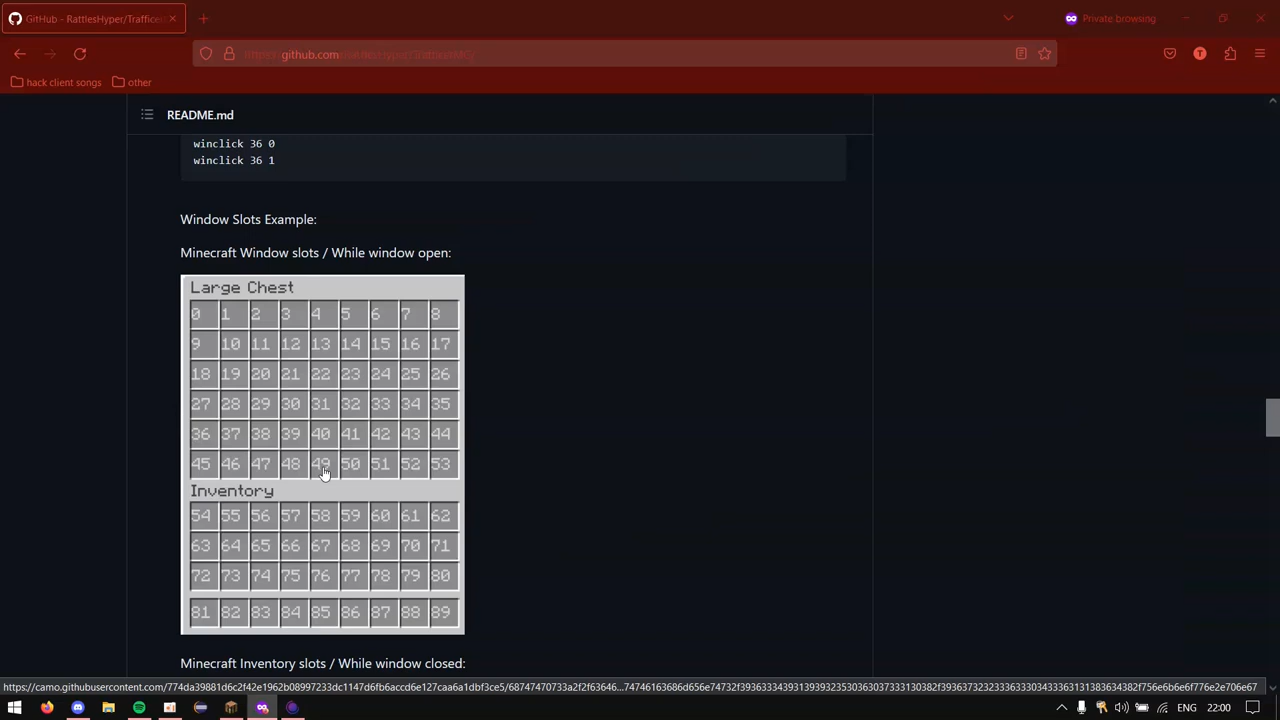 GitHub - RattlesHyper/Trafficer
Private browsing
github.com
hack client songs
other
README.md
winclick 36 0
winclick 36 1
Window Slots Example:
Minecraft Window slots / While window open:
Large Chest
0 1 2 3 4 5 6 7 8
9 10 11 12 13 14 15 16 17
18 19 20 21 22 23 24 25 26
27 28 29 30 31 32 33 34 35
36 37 38 39 40 41 42 43 44
45 46 47 48 49 50 51 52 53
Inventory
54 55 56 57 58 59 60 61 62
63 64 65 66 67 68 69 70 71
72 73 74 75 76 77 78 79 80
81 82 83 84 85 86 87 88 89
Minecraft Inventory slots / While window closed:
ENG
22:00